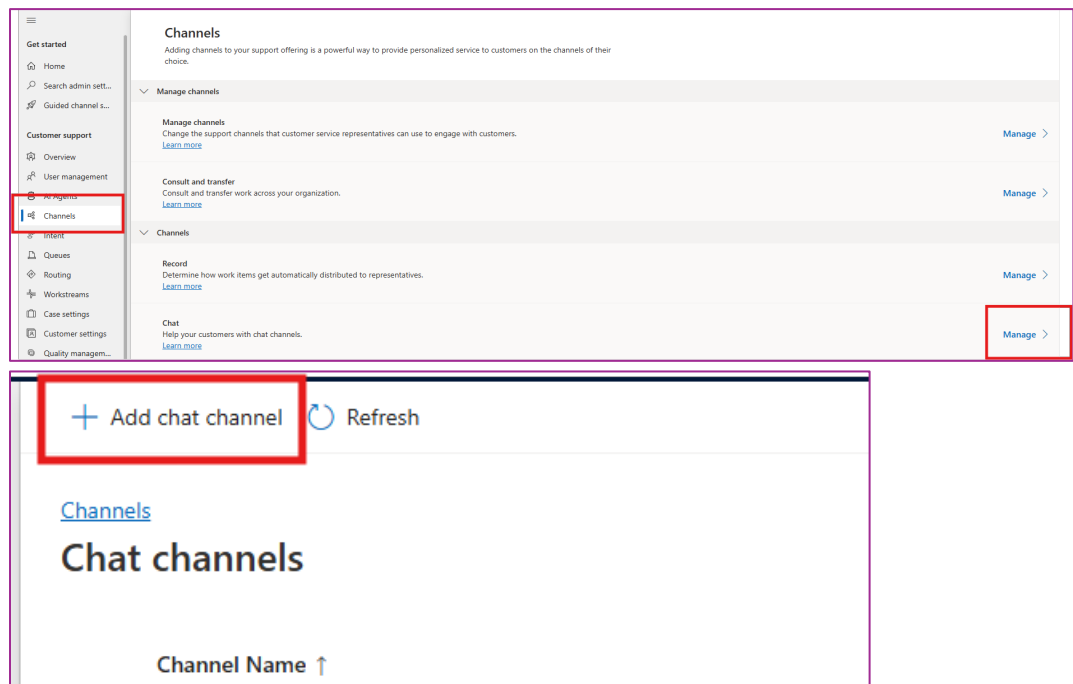 Get started
Home
Search admin sett...
Guided channel s...
Customer support
Overview
User management
AI Agents
Channels
Intent
Queues
Routing
Workstreams
Case settings
Customer settings
Quality managem...
Channels
Adding channels to your support offering is a powerful way to provide personalized service to customers on the channels of their
choice.
Manage channels
Manage channels
Change the support channels that customer service representatives can use to engage with customers.
Learn more
Manage
Consult and transfer
Consult and transfer work across your organization.
Learn more
Manage
Channels
Record
Determine how work items get automatically distributed to representatives.
Learn more
Manage
Chat
Help your customers with chat channels.
Learn more
Manage
Add chat channel Refresh
Channels
Chat channels
Channel Name ↑